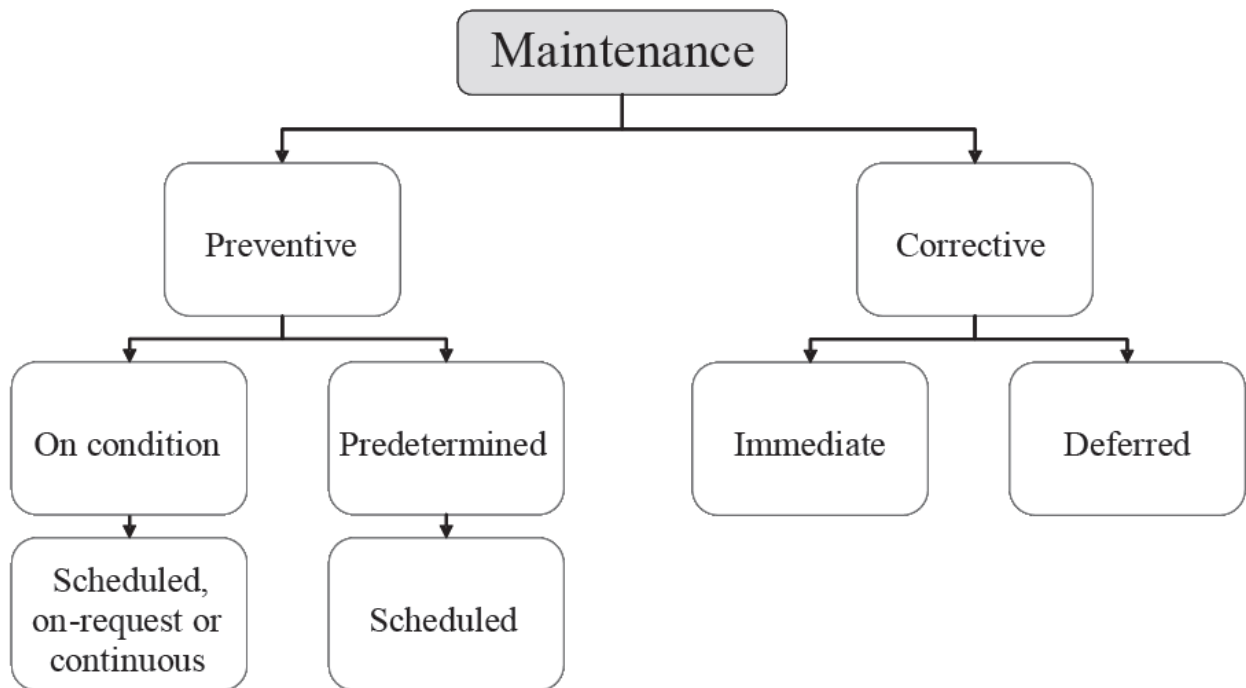 Maintenance
Preventive
Corrective
On condition
Predetermined
Immediate
Deferred
Scheduled,
on-request or
continuous
Scheduled